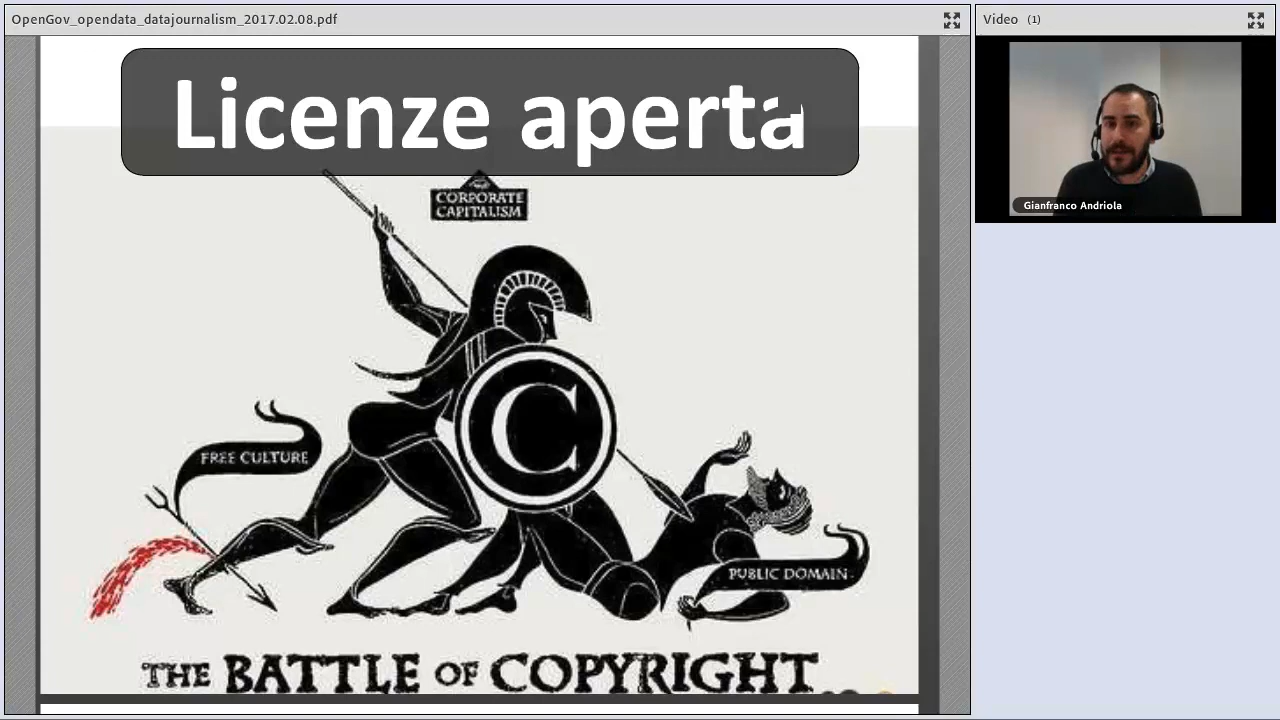 OpenGov_opendata_datajournalism_2017.02.08.pdf
Video (1)
Licenze aperta
CORPORATE
CAPITALISM
Gianfranco Andriola
C
FREE CULTURE
PUBLIC DOMAIN
THE BATTLE OF COPYRIGHT